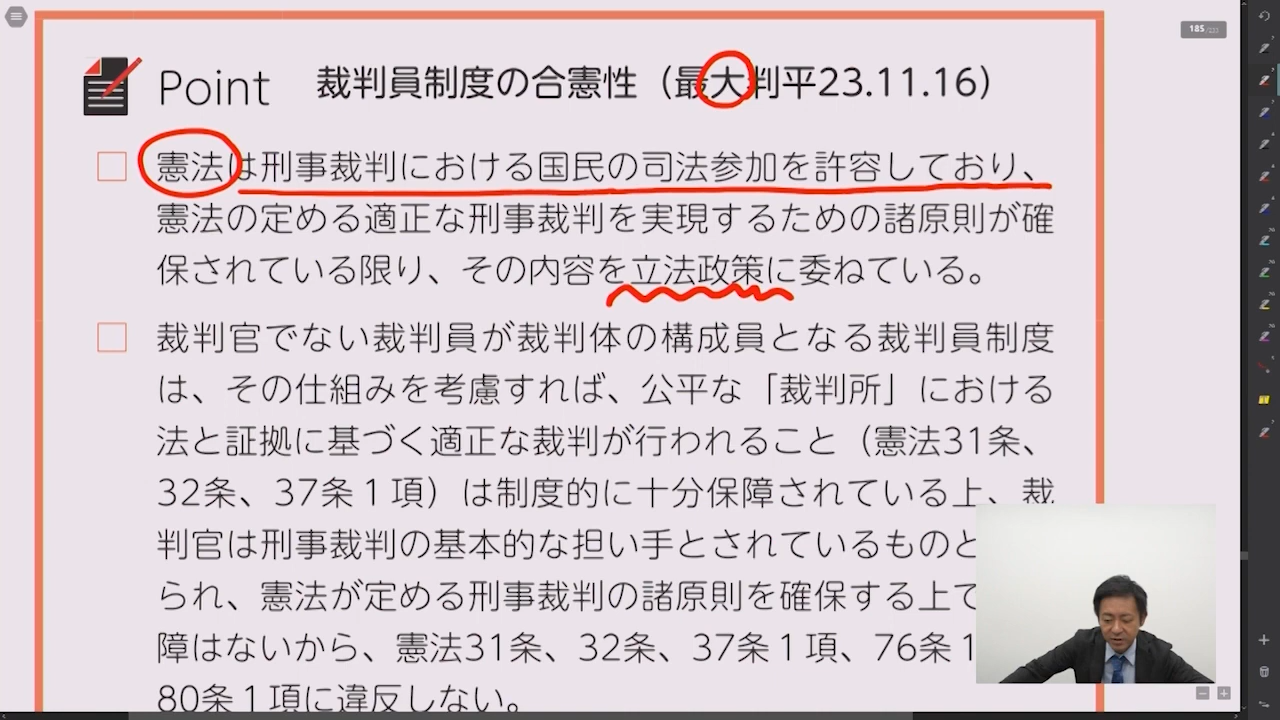 185/221
Point 裁判員制度の合憲性（最大判平23.11.16）
憲法は刑事裁判における国民の司法参加を許容しており、
憲法の定める適正な刑事裁判を実現するための諸原則が確
保されている限り、その内容を立法政策に委ねている。
裁判官でない裁判員が裁判体の構成員となる裁判員制度
は、その仕組みを考慮すれば、公平な「裁判所」における
法と証拠に基づく適正な裁判が行われること（憲法31条、
32条、37条１項）は制度的に十分保障されている上、裁
判官は刑事裁判の基本的な担い手とされているものと
られ、憲法が定める刑事裁判の諸原則を確保する上で
障はないから、憲法31条、32条、37条１項、76条１
80条１項に違反しない。